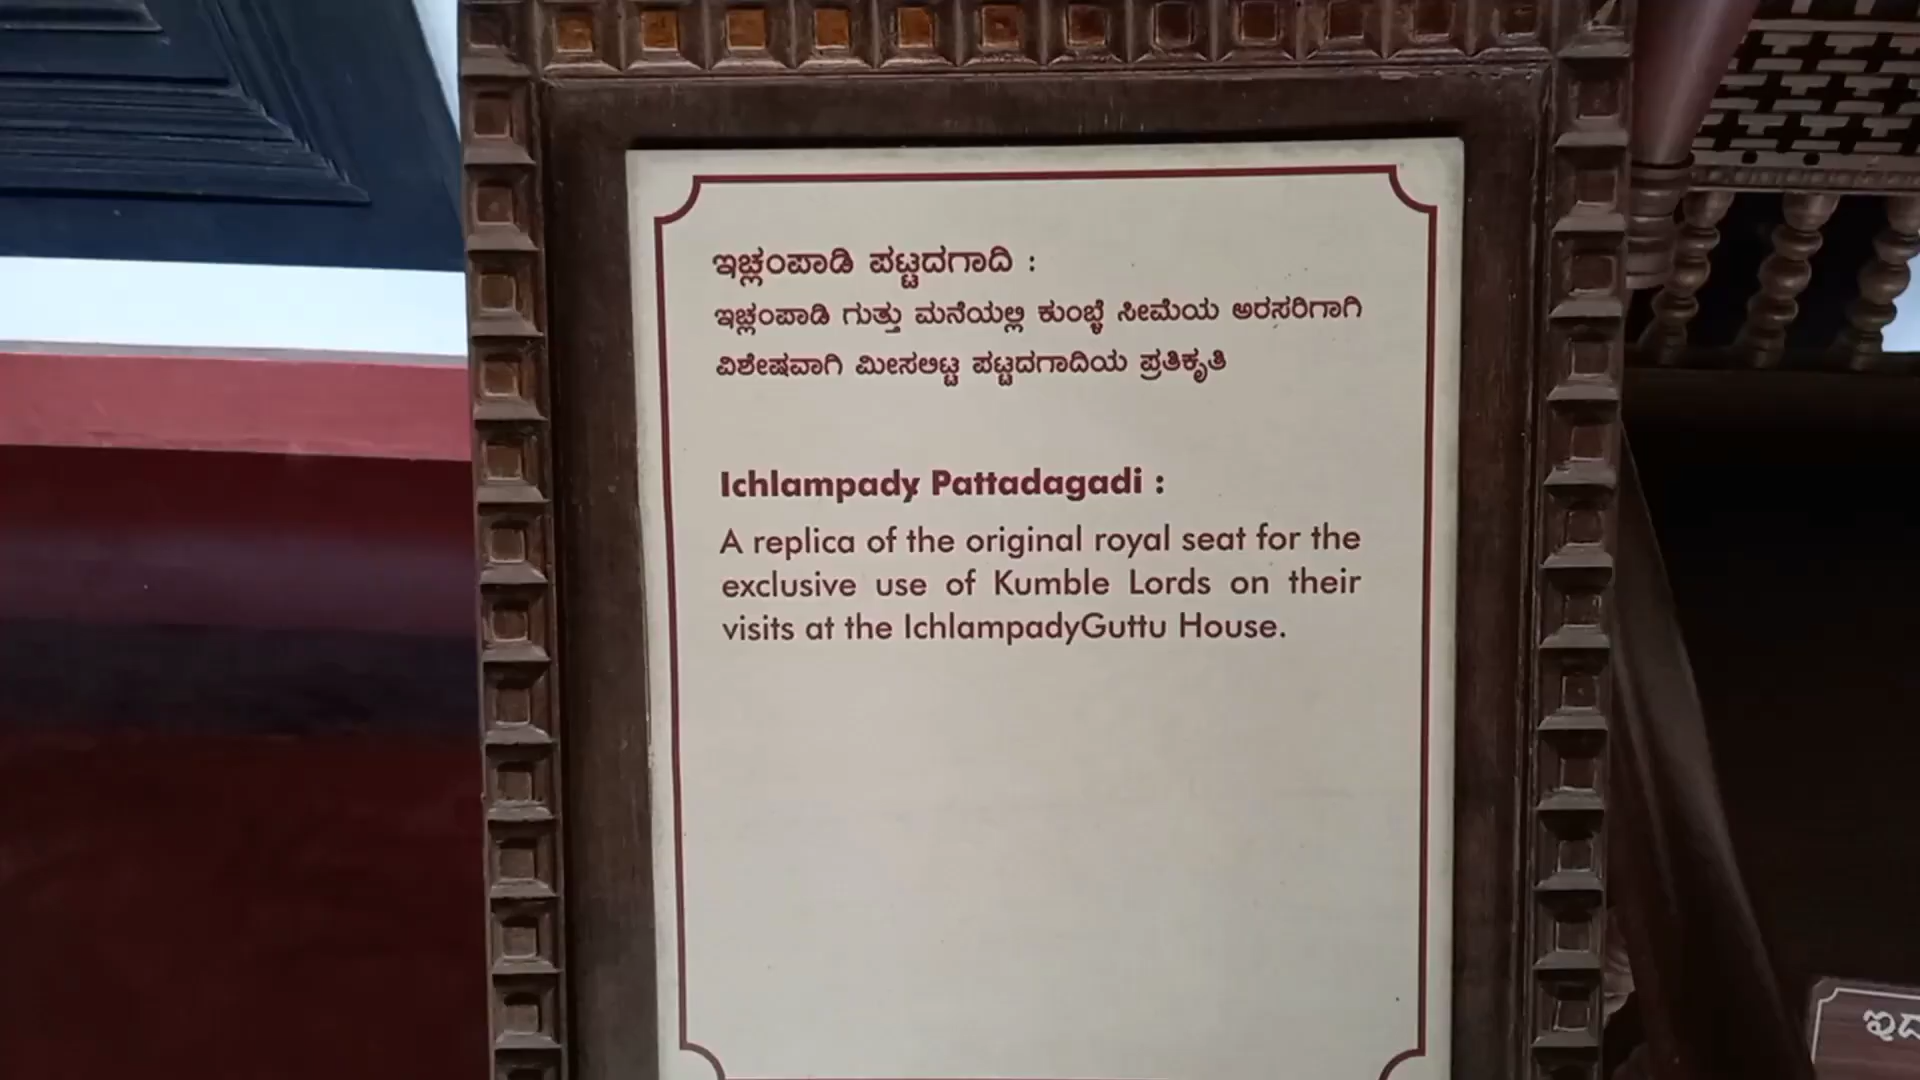 ಇಚ್ಲಂಪಾಡಿ ಪಟ್ಟದಗಾದಿ :
ಇಚ್ಲಂಪಾಡಿ ಗುತ್ತು ಮನೆಯಲ್ಲಿ ಕುಂಬ್ಳೆ ಸೀಮೆಯ ಅರಸರಿಗಾಗಿ
ವಿಶೇಷವಾಗಿ ಮೀಸಲಿಟ್ಟ ಪಟ್ಟದಗಾದಿಯ ಪ್ರತಿಕೃತಿ
Ichlampady Pattadagadi :
A replica of the original royal seat for the
exclusive use of Kumble Lords on their
visits at the IchlampadyGuttu House.